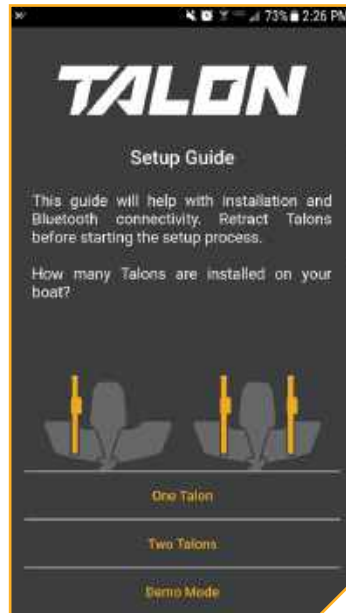 73% 2:26 PM
TALON
Setup Guide
This guide will help with installation and
Bluetooth connectivity. Retract Talons
before starting the setup process.
How many Talons are installed on your
boat?
One Talon
Two Talons
Demo Mode